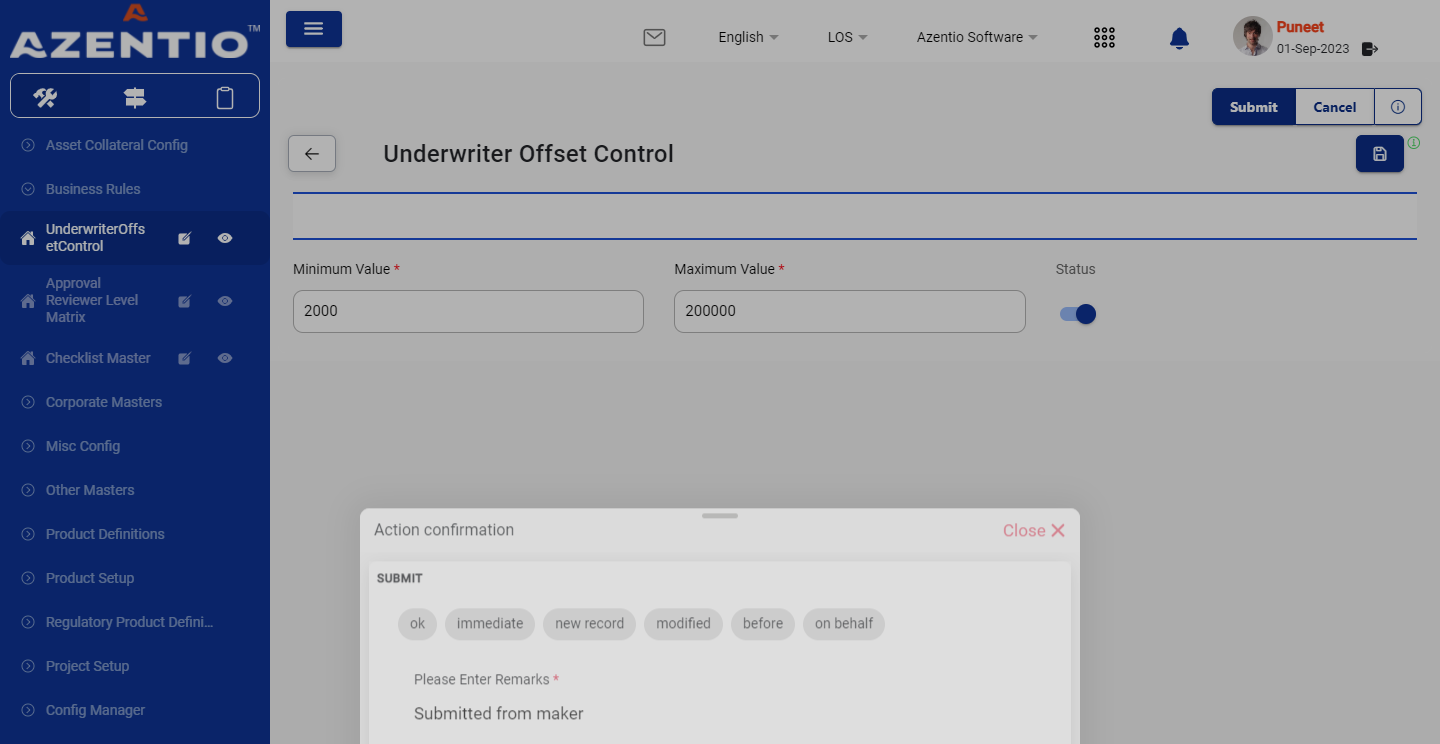 AZENTIO™
English
LOS
Azentio Software
Puneet
01-Sep-2023
Submit
Cancel
Underwriter Offset Control
Asset Collateral Config
Business Rules
UnderwriterOffs
etControl
Approval
Reviewer Level
Matrix
Checklist Master
Corporate Masters
Misc Config
Other Masters
Product Definitions
Product Setup
Regulatory Product Defini...
Project Setup
Config Manager
Minimum Value *
Maximum Value *
Status
2000
200000
Action confirmation
Close
SUBMIT
ok
immediate
new record
modified
before
on behalf
Please Enter Remarks *
Submitted from maker